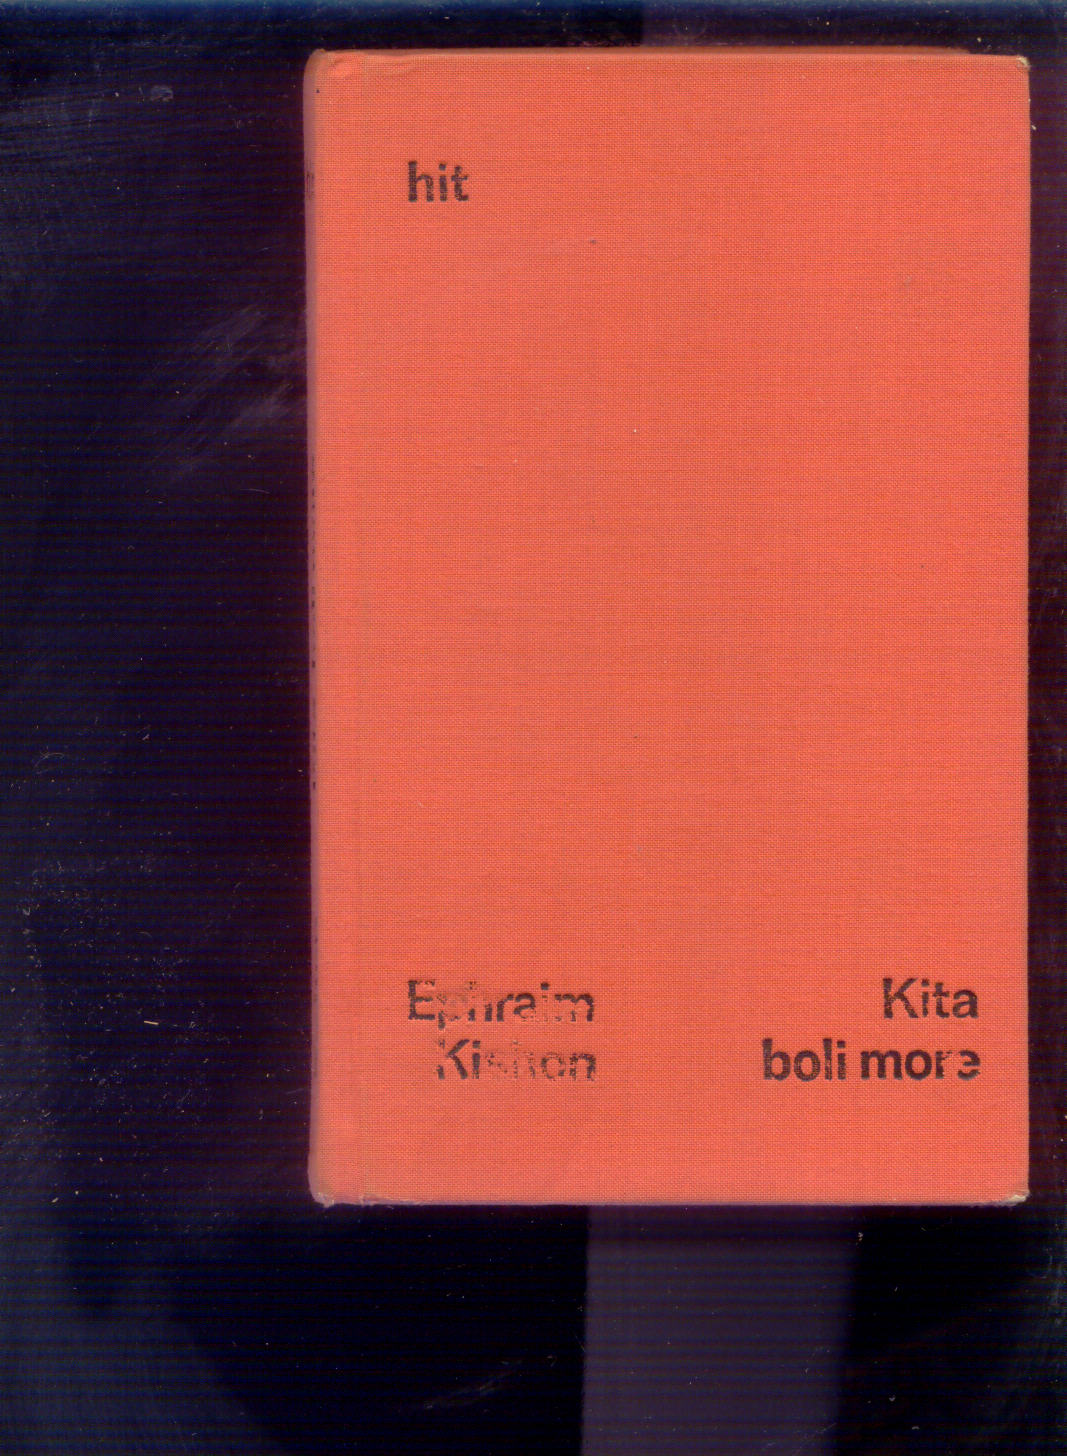 hit
Ephraim
Kishon
Kita
boli more